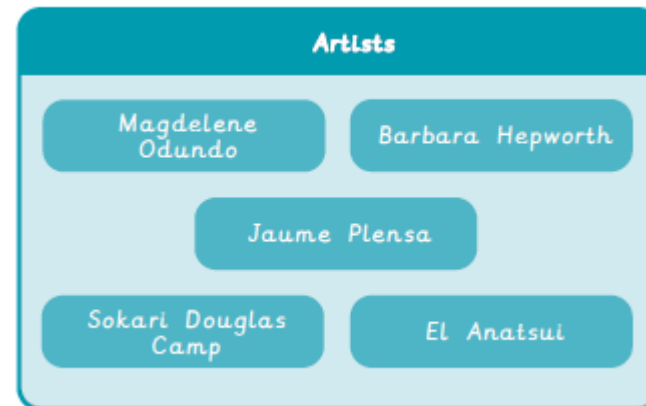 Artists
Magdelene
Odundo
Barbara Hepworth
Jaume Plensa
Sokari Douglas
Camp
El Anatsui